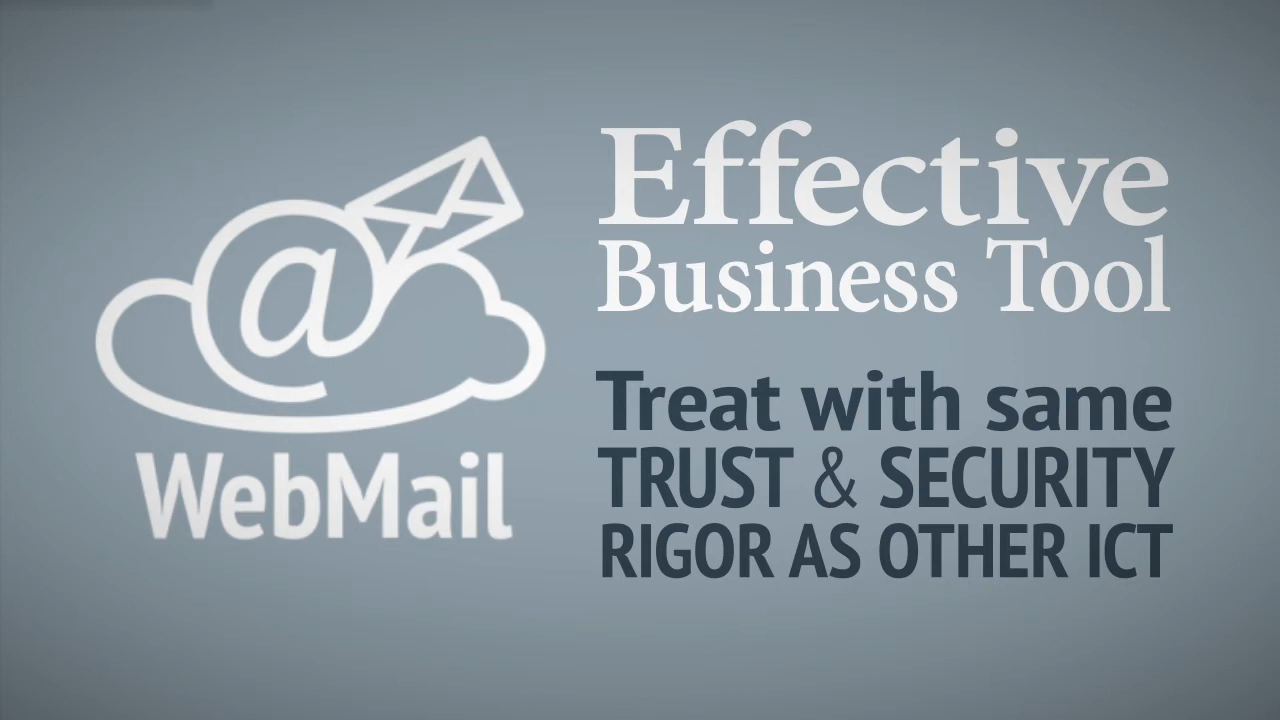 @
WebMail
Effective
Business Tool
Treat with same
TRUST & SECURITY
RIGOR AS OTHER ICT